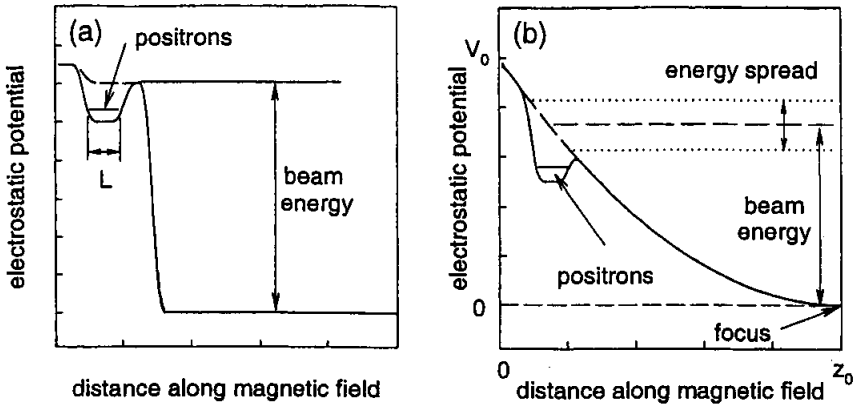 (a)
positrons
L
beam
energy
electrostatic potential
distance along magnetic field
(b)
V₀
energy spread
beam
energy
positrons
0
focus
electrostatic potential
0
z₀
distance along magnetic field